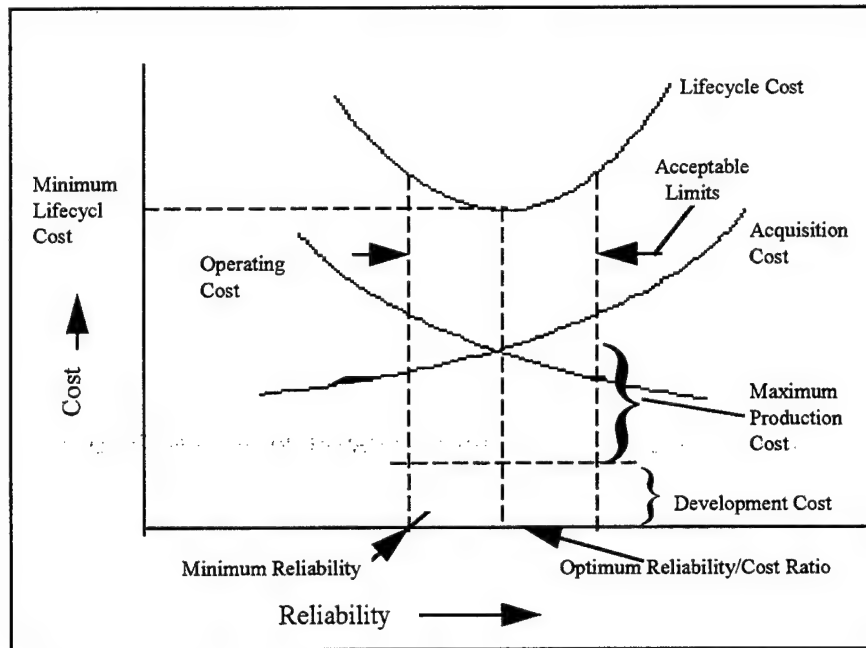 Lifecycle Cost
Minimum
Lifecycl
Cost
Acceptable
Limits
Operating
Cost
Acquisition
Cost
Cost
Maximum
Production
Cost
Development Cost
Minimum Reliability
Optimum Reliability/Cost Ratio
Reliability